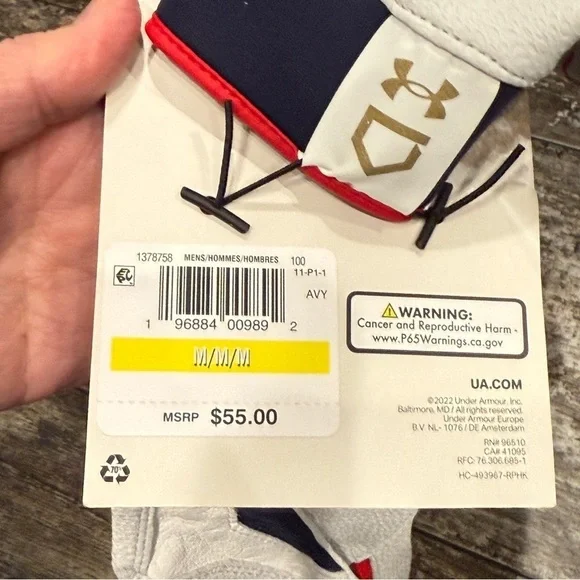 1378758 MENS/HOMMES/HOMBRES 100
11-P1-1
AVY
1 96884 00989 2
M/M/M
MSRP $55.00
70%
WARNING:
Cancer and Reproductive Harm -
www.P65Warnings.ca.gov
UA.COM
©2022 Under Armour, Inc.
Baltimore, MD / All rights reserved.
Under Armour Europe
B.V. NL - 1076 / DE Amsterdam
RN# 96510
CA# 41095
RFC: 76.306.685-1
HC-493967-RPHK